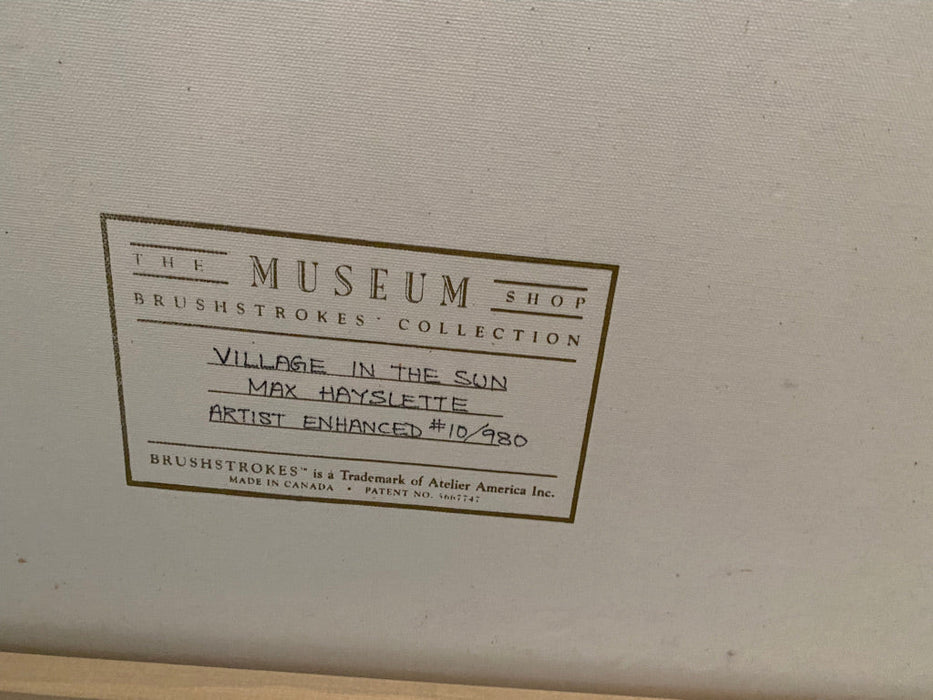 THE MUSEUM SHOP
BRUSHSTROKES COLLECTION
VILLAGE IN THE SUN
MAX HAYSLETTE
ARTIST ENHANCED #10/980
BRUSHSTROKES™ is a Trademark of Atelier America Inc.
MADE IN CANADA • PATENT NO. 5667747